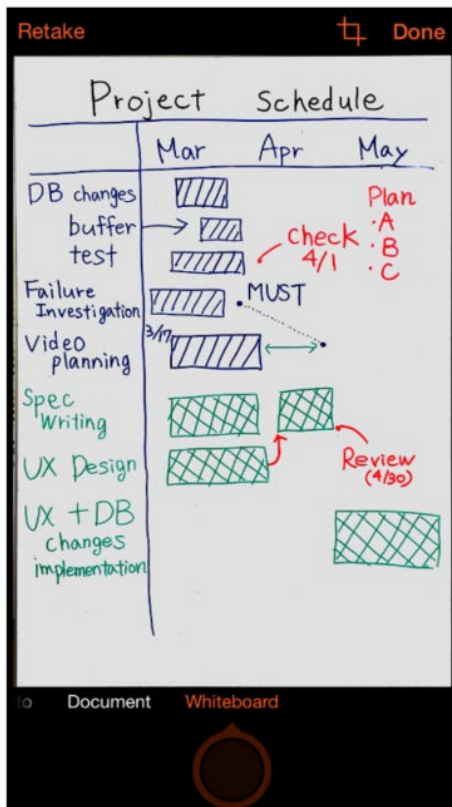 Retake Done
Project Schedule
Mar Apr May
DB changes
Plan
buffer
·A
test
check
·B
4/1
·C
Failure
Investigation
MUST
3/17
Video
planning
Spec
Writing
UX Design
Review
(4/30)
UX + DB
changes
implementation
to Document Whiteboard